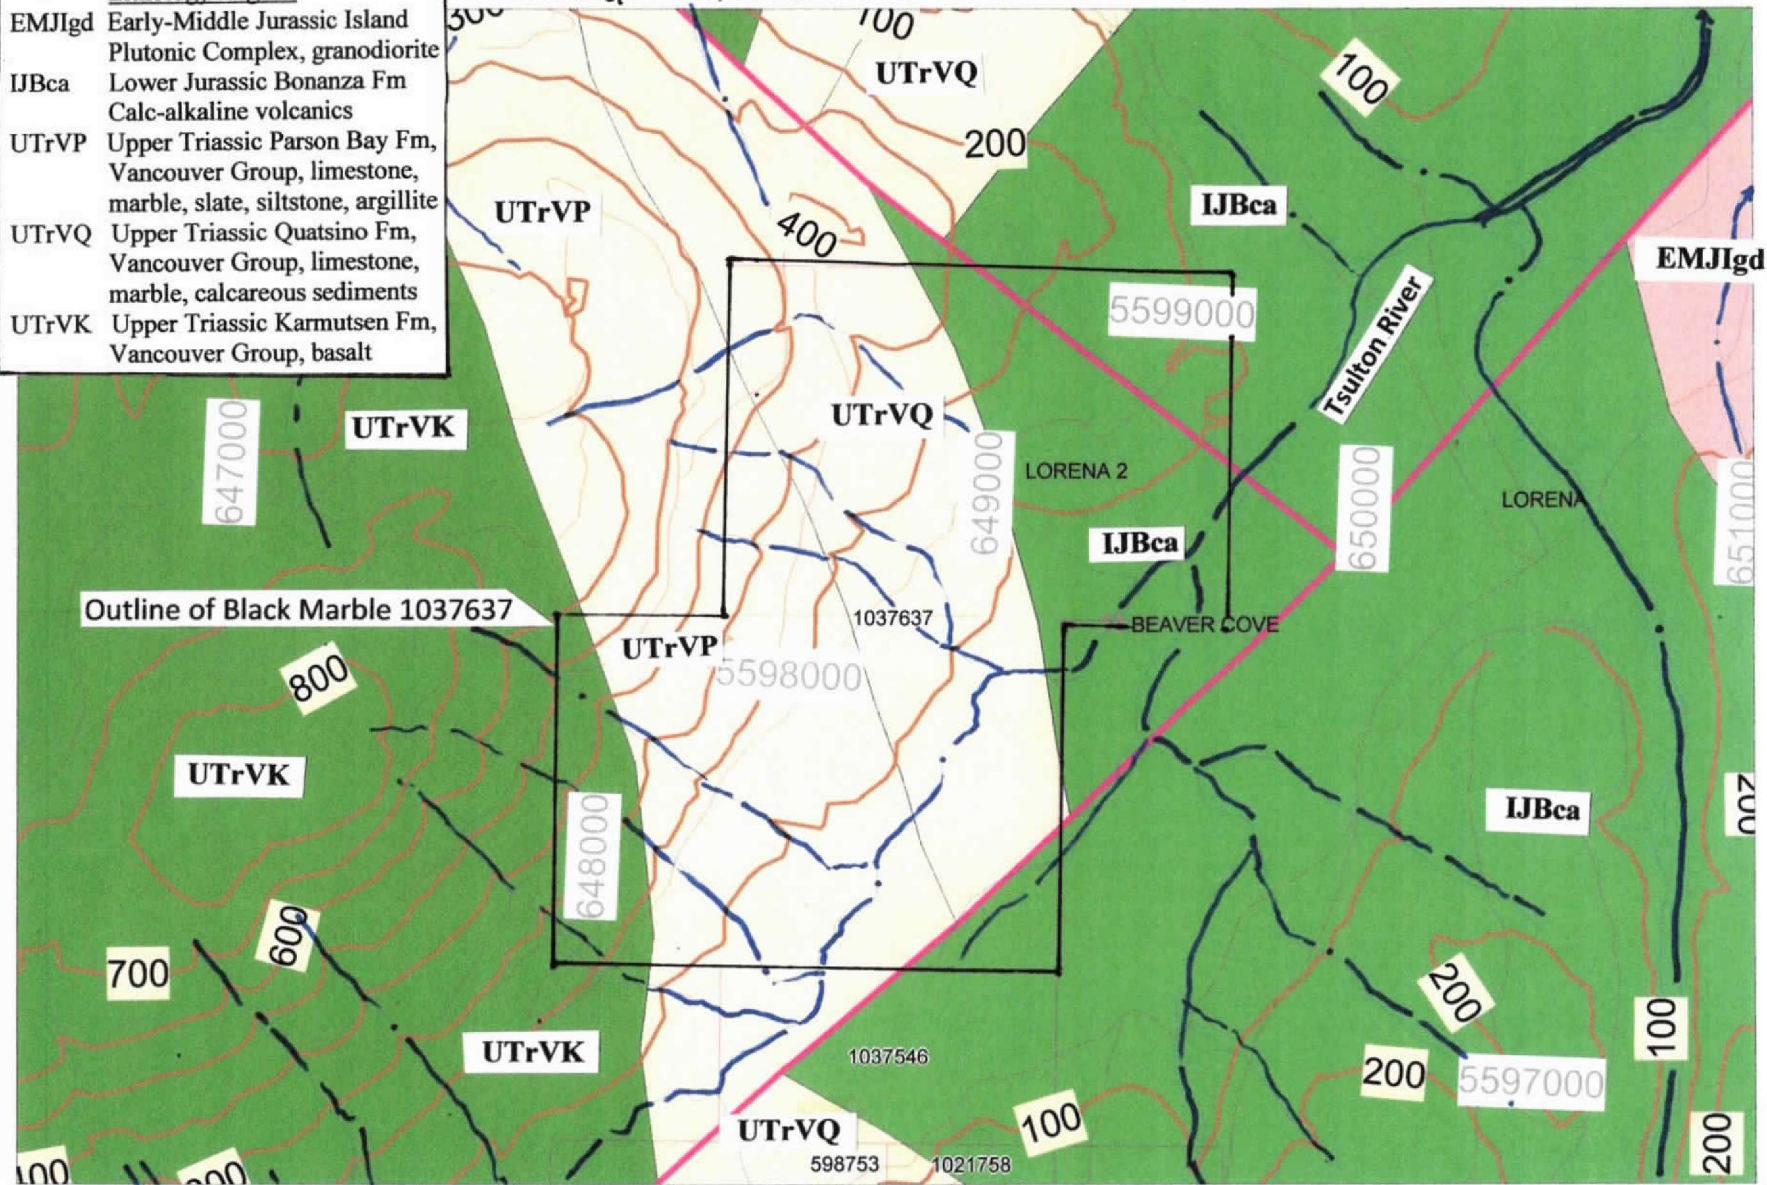 EMJIgd Early-Middle Jurassic Island
Plutonic Complex, granodiorite
IJBca Lower Jurassic Bonanza Fm
Calc-alkaline volcanics
UTrVP Upper Triassic Parson Bay Fm,
Vancouver Group, limestone,
marble, slate, siltstone, argillite
UTrVQ Upper Triassic Quatsino Fm,
Vancouver Group, limestone,
marble, calcareous sediments
UTrVK Upper Triassic Karmutsen Fm,
Vancouver Group, basalt
300
100
UTrVQ
100
200
UTrVP
400
IJBca
EMJIgd
5599000
Tsulton River
647000
UTrVK
UTrVQ
649000
LORENA 2
650000
LORENA
651000
IJBca
Outline of Black Marble 1037637
1037637
BEAVER COVE
UTrVP
5598000
800
UTrVK
648000
IJBca
200
600
700
200
100
UTrVK
1037546
200
5597000
100
UTrVQ
200
598753
1021758